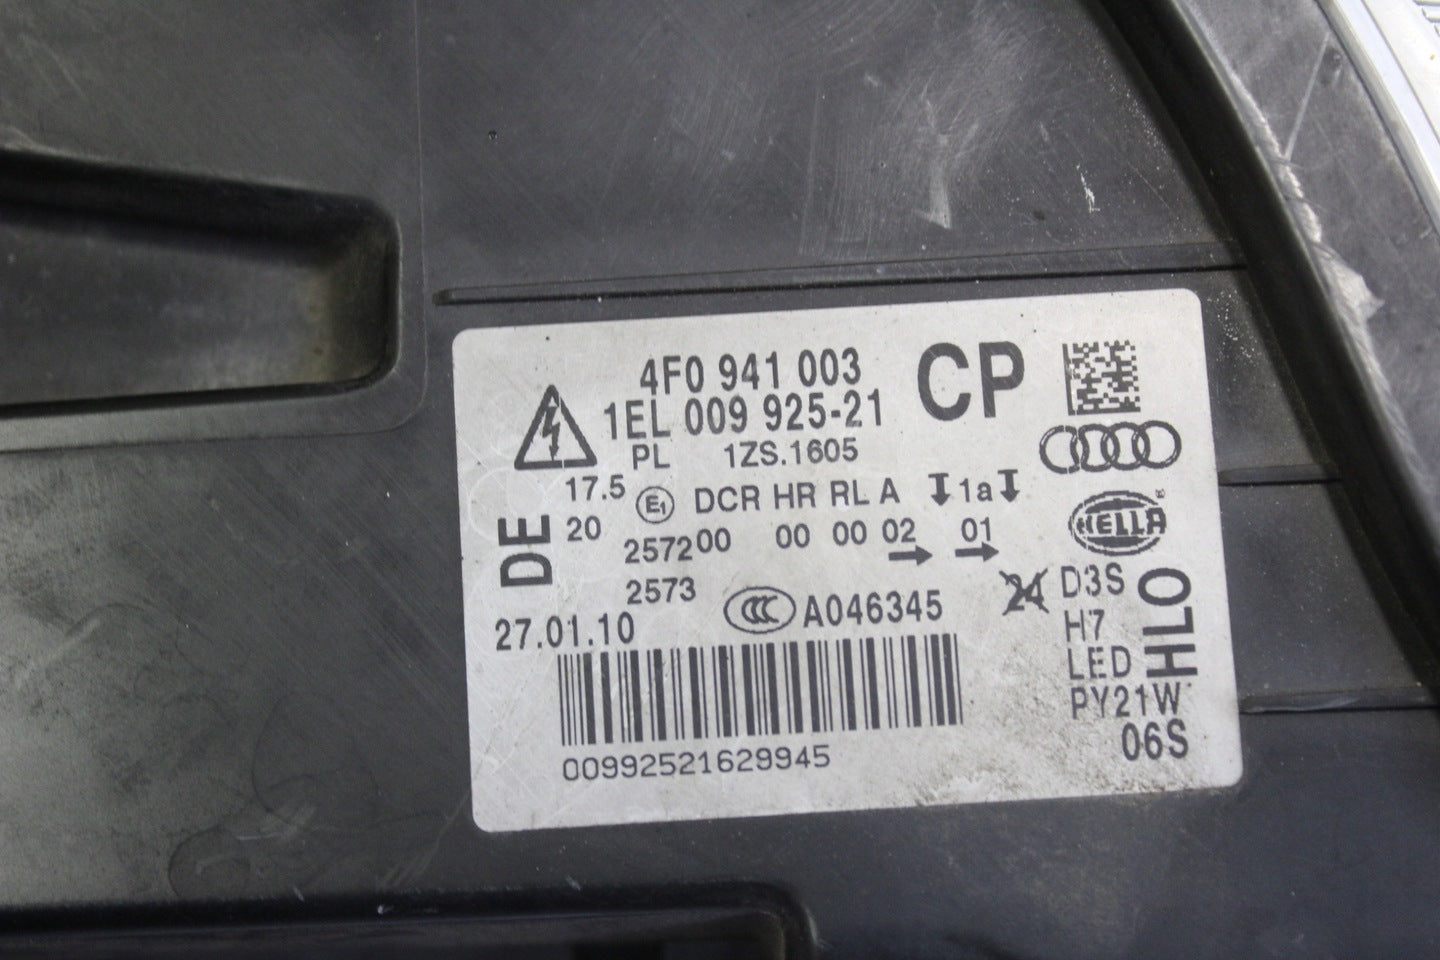 4F0 941 003
1EL 009 925-21
CP
PL 1ZS.1605
17.5 E1 DCR HR RL A 1a
20
DE
2572 00 00 00 02 01
2573
HELLA ®
27.01.10
CCC A046345
24 D3S
H7
LED
PY21W
HLO
06S
00992521629945